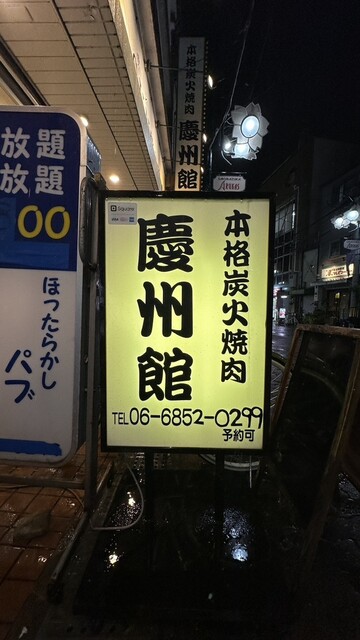 本格炭火焼肉
慶州館
放題
放題
00
ほったらかし
パブ
Square
本格炭火焼肉
慶州館
TEL06-6852-0299
予約可